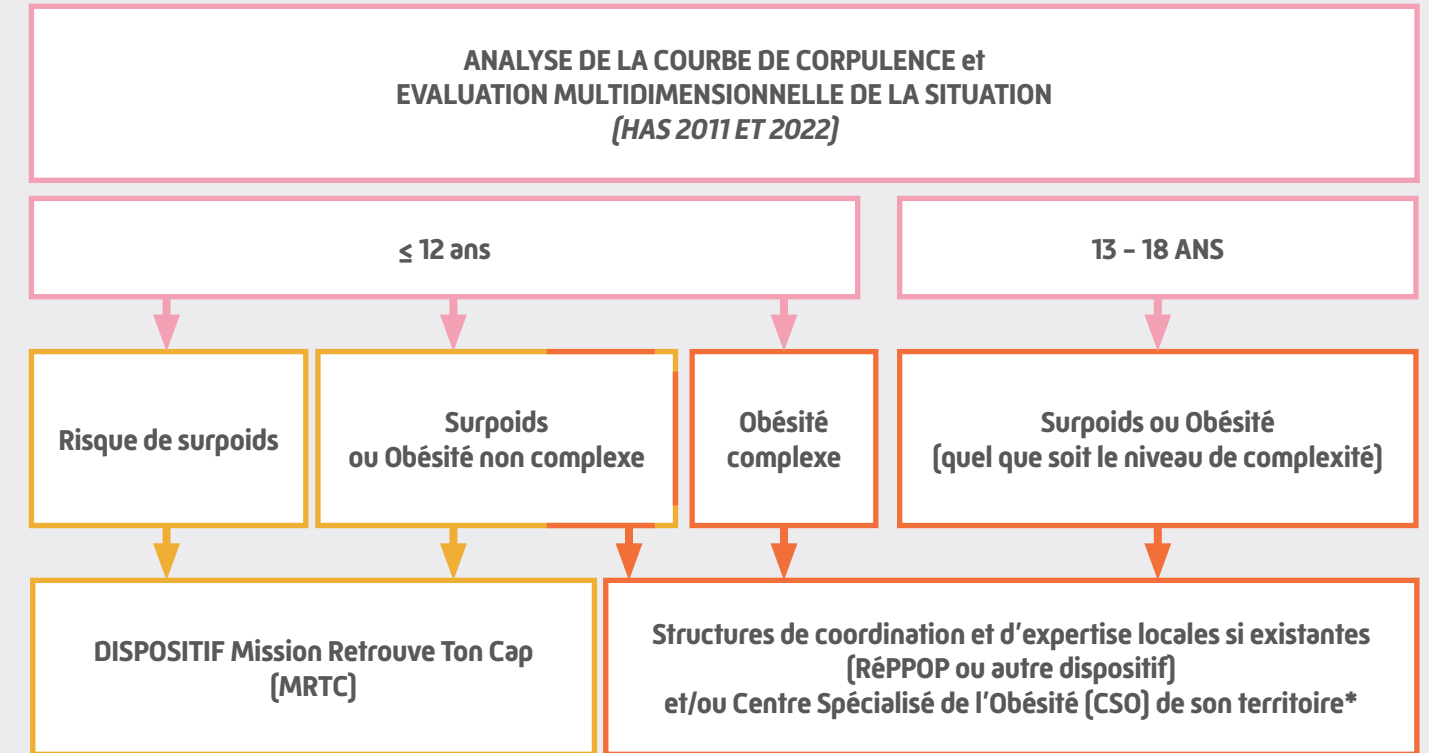 ANALYSE DE LA COURBE DE CORPULENCE et
EVALUATION MULTIDIMENSIONNELLE DE LA SITUATION
(HAS 2011 ET 2022)
≤ 12 ans
13 – 18 ANS
Risque de surpoids
Surpoids
ou Obésité non complexe
Obésité
complexe
Surpoids ou Obésité
(quel que soit le niveau de complexité)
DISPOSITIF Mission Retrouve Ton Cap
(MRTC)
Structures de coordination et d’expertise locales si existantes
(RéPPOP ou autre dispositif)
et/ou Centre Spécialisé de l’Obésité (CSO) de son territoire*